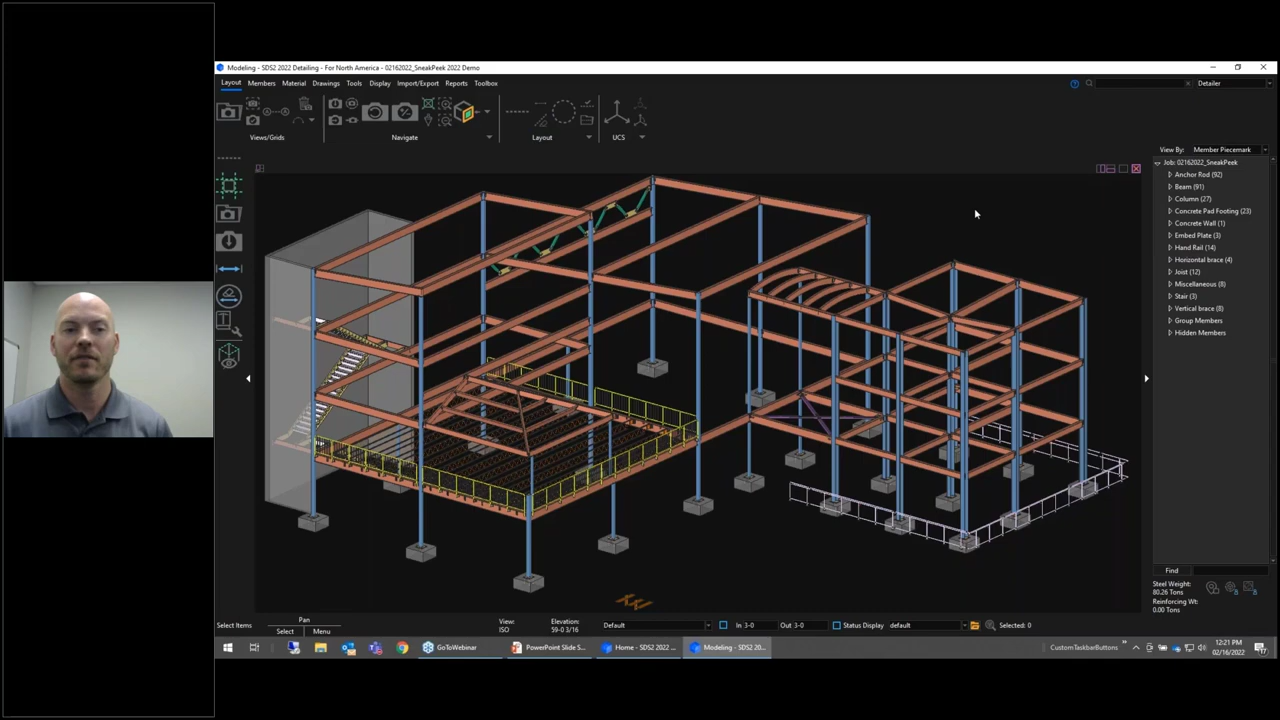 Modeling - SDS2 2022 Detailing - For North America - 02162022_SneakPeek 2022 Demo
Layout Members Material Drawings Tools Display Import/Export Reports Toolbox
Detailer
Views/Grids Navigate Layout UCS
View By: Member Piecemark
Job: 02162022_SneakPeek
Anchor Rod (92)
Beam (91)
Column (27)
Concrete Pad Footing (23)
Concrete Wall (1)
Embed Plate (3)
Hand Rail (14)
Horizontal brace (4)
Joist (12)
Miscellaneous (8)
Stair (3)
Vertical brace (8)
Group Members
Hidden Members
Find
Steel Weight:
80.26 Tons
Reinforcing Wt:
0.00 Tons
Select Items
Pan
Select Menu
View:
ISO
Elevation:
59-0 3/16
Default
In 3-0 Out 3-0
Status Display default
Selected: 0
GoToWebinar
PowerPoint Slide S...
Home - SDS2 2022 ...
Modeling - SDS2 20...
CustomTaskbarButtons
12:21 PM
02/16/2022
17